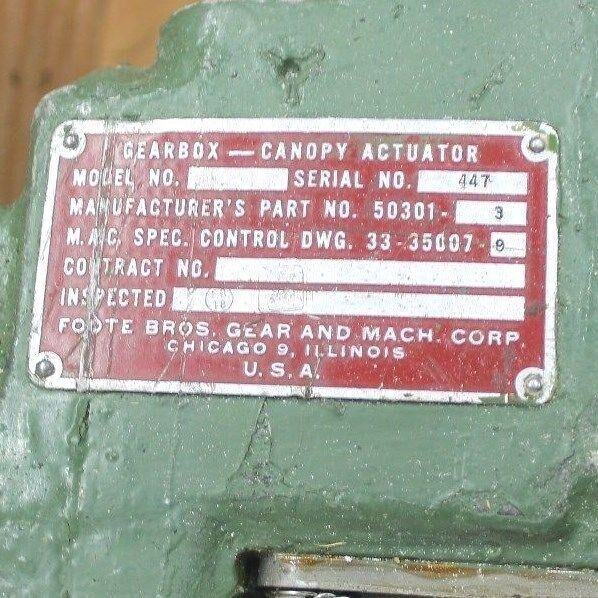 GEARBOX — CANOPY ACTUATOR
MODEL NO. SERIAL NO. 447
MANUFACTURER'S PART NO. 50301- 3
M.A.C. SPEC. CONTROL DWG. 33-35007- 9
CONTRACT NO.
INSPECTED
FOOTE BROS. GEAR AND MACH. CORP.
CHICAGO 9, ILLINOIS
U.S.A.